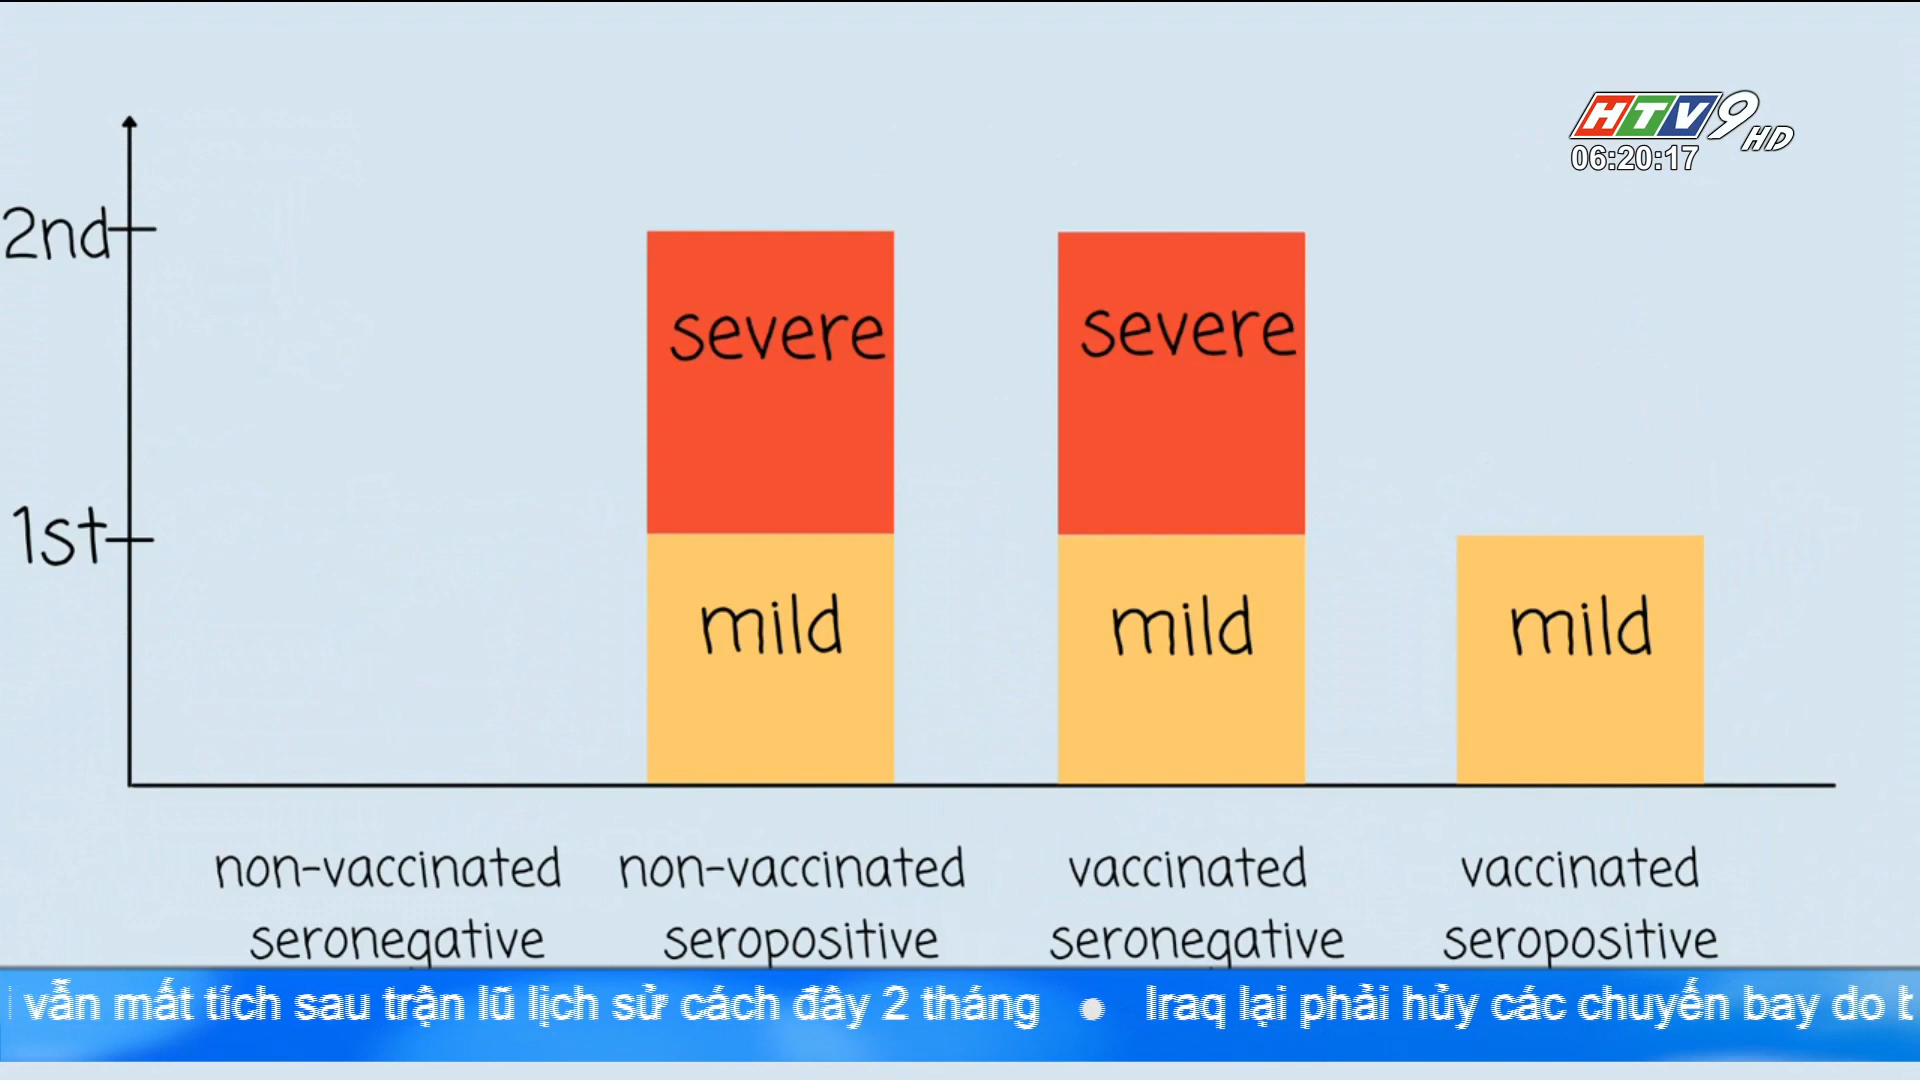 HTV9 HD
06:20:17
2nd
severe
severe
1st
mild
mild
mild
non-vaccinated seronegative
non-vaccinated seropositive
vaccinated seronegative
vaccinated seropositive
vẫn mất tích sau trận lũ lịch sử cách đây 2 tháng ● Iraq lại phải hủy các chuyến bay do